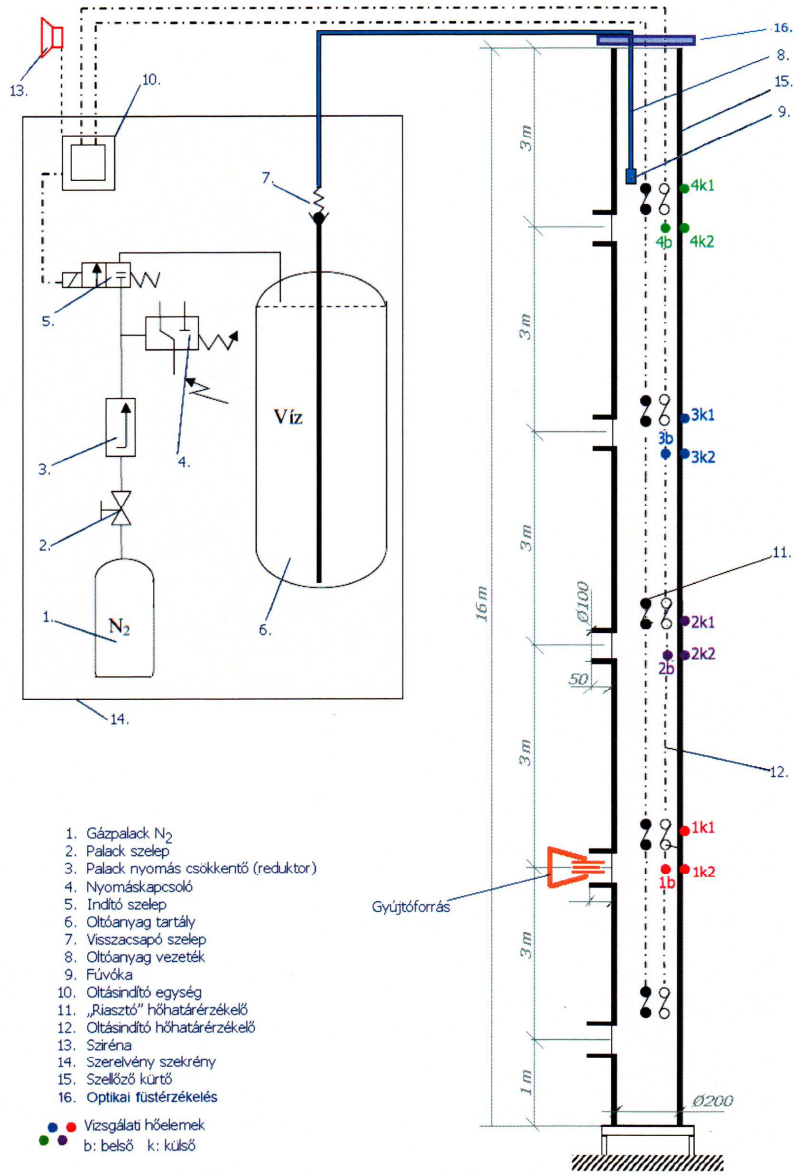 16.
8.
15.
9.
13.
10.
7.
5.
4.
3.
2.
1.
N2
Víz
6.
14.
16 m
3 m
3 m
3 m
3 m
3 m
1 m
Ø100
50
Ø200
4k1
4b
4k2
3k1
3b
3k2
11.
2k1
2b
2k2
12.
1k1
1b
1k2
Gyújtóforrás
1. Gázpalack N2
2. Palack szelep
3. Palack nyomás csökkentő (reduktor)
4. Nyomáskapcsoló
5. Indító szelep
6. Oltóanyag tartály
7. Visszacsapó szelep
8. Oltóanyag vezeték
9. Fúvóka
10. Oltásindító egység
11. „Riasztó” hőhatárérzékelő
12. Oltásindító hőhatárérzékelő
13. Sziréna
14. Szerelvény szekrény
15. Szellőző kürtő
16. Optikai füstérzékelés
Vizsgálati hőelemek
b: belső k: külső